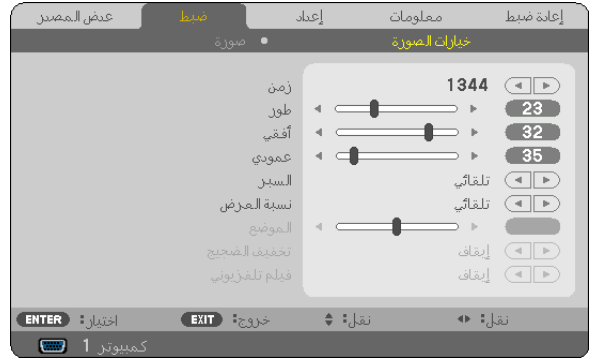 عرض المصدر ضبط إعداد معلومات إعادة ضبط
صورة • خيارات الصورة
زمن 1344
طور 23
أفقي 32
عمودي 35
السبر تلقائي
نسبة العرض تلقائي
الموضع
تخفيف الضجيج إيقاف
فيلم تلفزيوني إيقاف
ENTER اختيار: EXIT خروج: نقل: نقل:
1 كمبيوتر